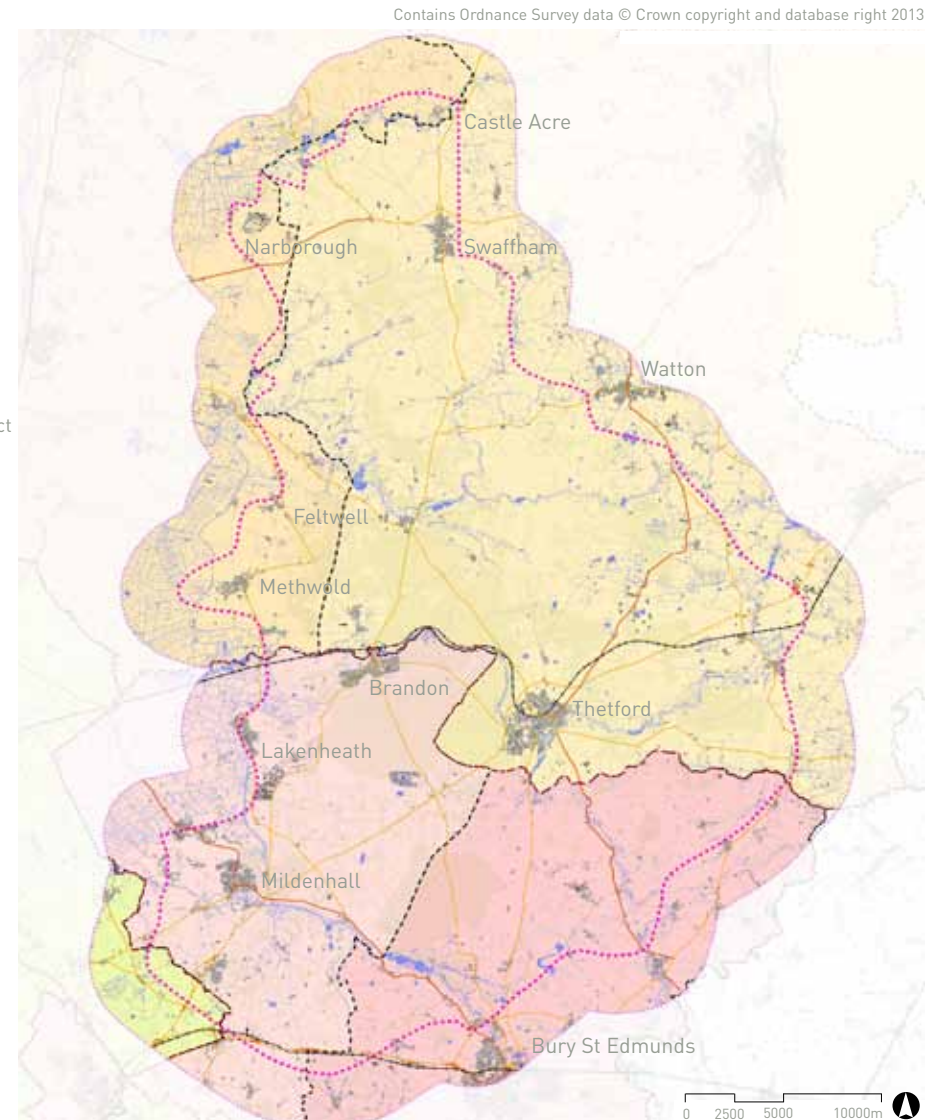 Contains Ordnance Survey data © Crown copyright and database right 2013
Castle Acre
Narborough
Swaffham
Watton
ct
Feltwell
Methwold
Brandon
Thetford
Lakenheath
Mildenhall
Bury St Edmunds
0 2500 5000 10000m